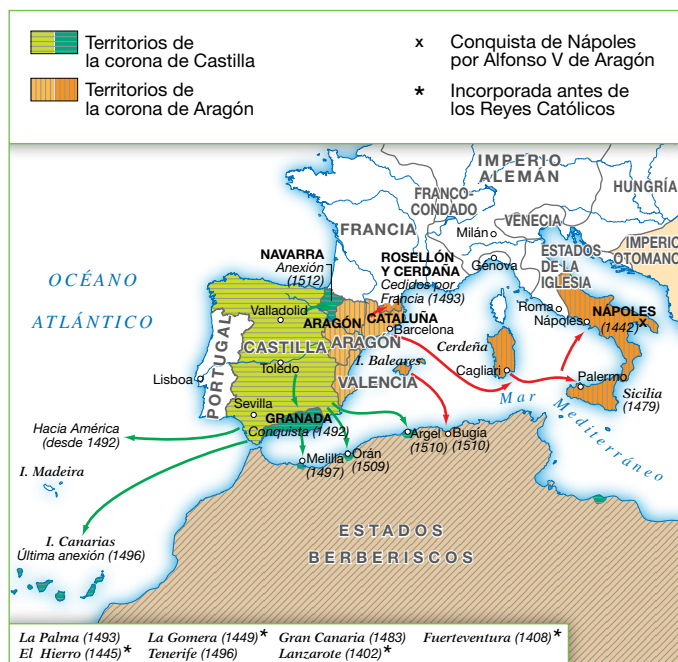 Territorios de
la corona de Castilla
Territorios de
la corona de Aragón
x Conquista de Nápoles
por Alfonso V de Aragón
* Incorporada antes de
los Reyes Católicos
IMPERIO
ALEMÁN
HUNGRÍA
FRANCO-
CONDADO
FRANCIA
VENECIA
Milán
Génova
ESTADOS
DE LA
IGLESIA
IMPERIO
OTOMANO
NAVARRA
Anexión
(1512)
ROSELLÓN
Y CERDAÑA
Cedidos por
Francia (1493)
OCÉANO
ATLÁNTICO
Valladolid
ARAGÓN
CATALUÑA
ARAGÓN
Barcelona
Roma
Nápoles
NÁPOLES
(1442) x
PORTUGAL
CASTILLA
Toledo
I. Baleares
VALENCIA
Cerdeña
Cagliari
Palermo
Sicilia
(1479)
Lisboa
Sevilla
GRANADA
Conquista (1492)
Mar Mediterráneo
Hacia América
(desde 1492)
Melilla
(1497)
Orán
(1509)
Argel
(1510)
Bugia
(1510)
I. Madeira
I. Canarias
Última anexión (1496)
ESTADOS
BERBERISCOS
La Palma (1493) La Gomera (1449)* Gran Canaria (1483) Fuerteventura (1408)*
El Hierro (1445)* Tenerife (1496) Lanzarote (1402)*